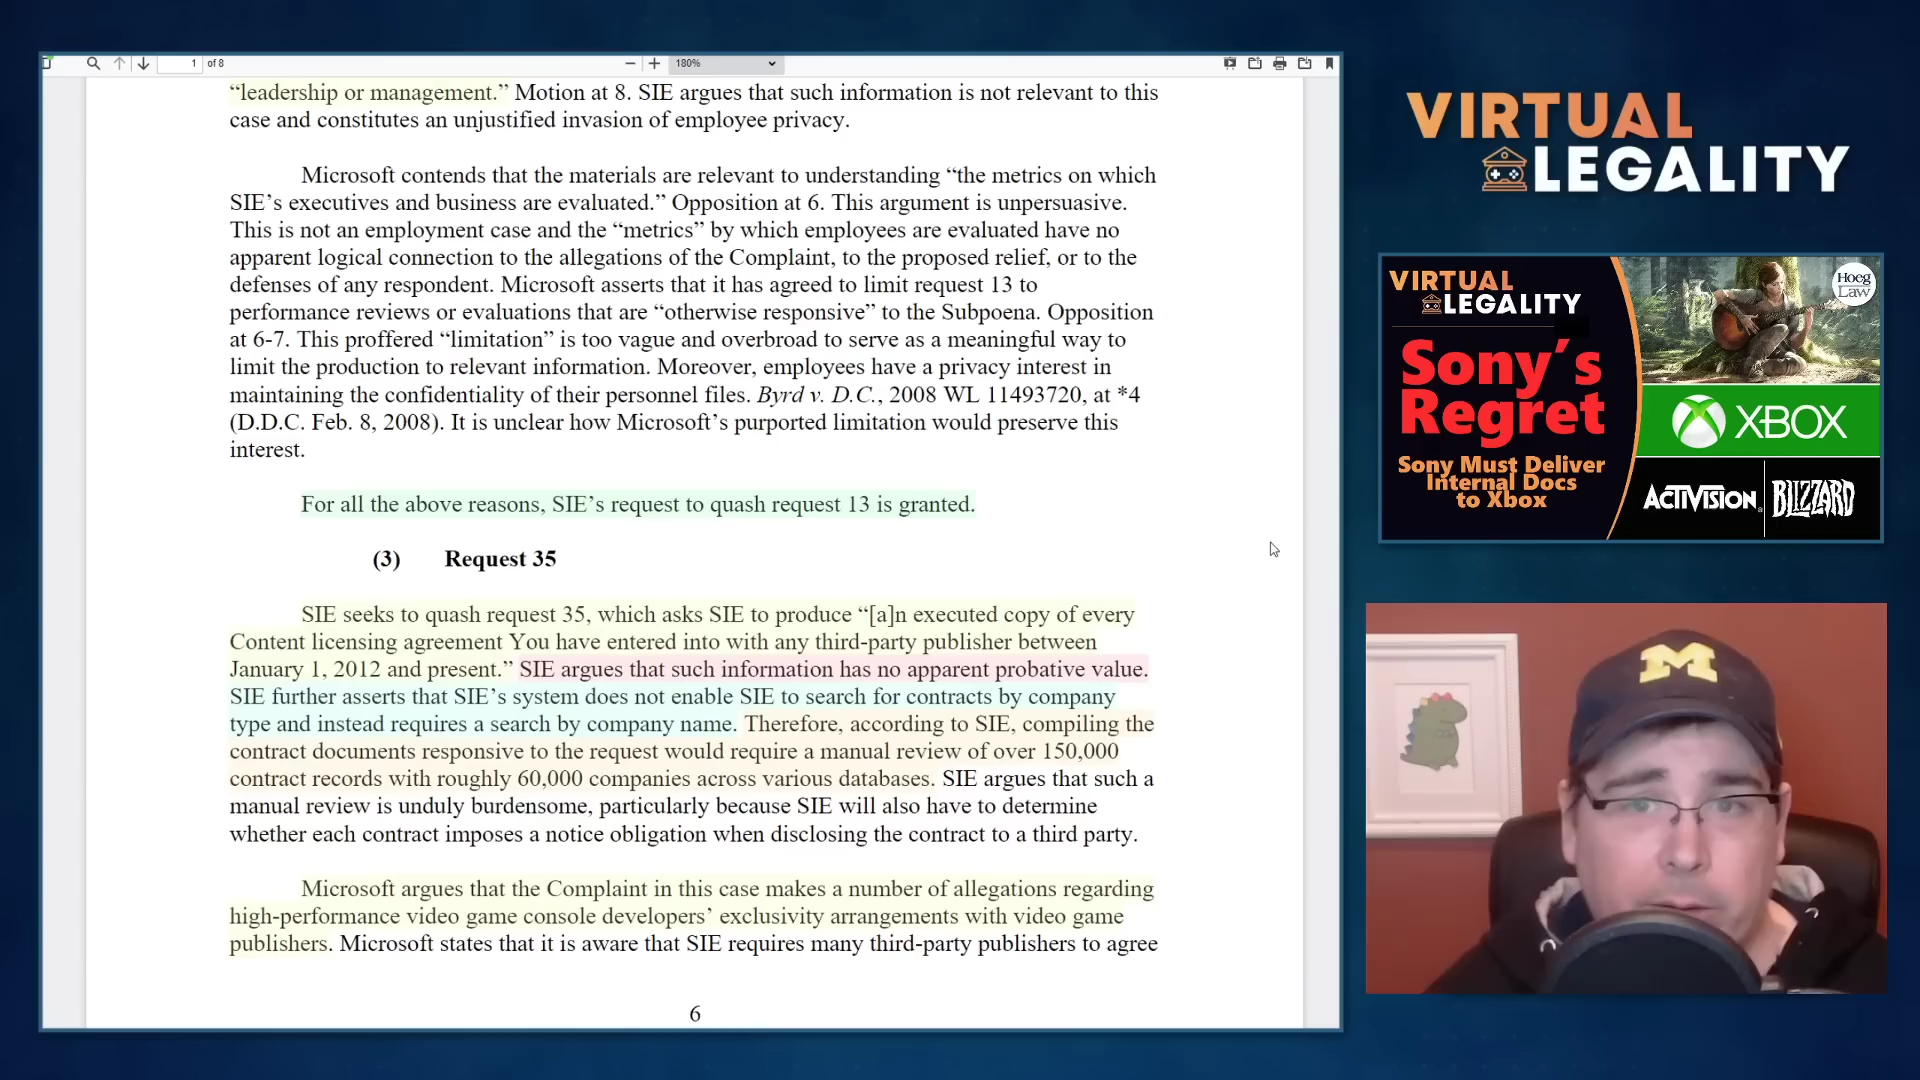 1 of 8
180%
“leadership or management.” Motion at 8. SIE argues that such information is not relevant to this
case and constitutes an unjustified invasion of employee privacy.
Microsoft contends that the materials are relevant to understanding “the metrics on which
SIE’s executives and business are evaluated.” Opposition at 6. This argument is unpersuasive.
This is not an employment case and the “metrics” by which employees are evaluated have no
apparent logical connection to the allegations of the Complaint, to the proposed relief, or to the
defenses of any respondent. Microsoft asserts that it has agreed to limit request 13 to
performance reviews or evaluations that are “otherwise responsive” to the Subpoena. Opposition
at 6-7. This proffered “limitation” is too vague and overbroad to serve as a meaningful way to
limit the production to relevant information. Moreover, employees have a privacy interest in
maintaining the confidentiality of their personnel files. Byrd v. D.C., 2008 WL 11493720, at *4
(D.D.C. Feb. 8, 2008). It is unclear how Microsoft’s purported limitation would preserve this
interest.
For all the above reasons, SIE’s request to quash request 13 is granted.
(3) Request 35
SIE seeks to quash request 35, which asks SIE to produce “[a]n executed copy of every
Content licensing agreement You have entered into with any third-party publisher between
January 1, 2012 and present.” SIE argues that such information has no apparent probative value.
SIE further asserts that SIE’s system does not enable SIE to search for contracts by company
type and instead requires a search by company name. Therefore, according to SIE, compiling the
contract documents responsive to the request would require a manual review of over 150,000
contract records with roughly 60,000 companies across various databases. SIE argues that such a
manual review is unduly burdensome, particularly because SIE will also have to determine
whether each contract imposes a notice obligation when disclosing the contract to a third party.
Microsoft argues that the Complaint in this case makes a number of allegations regarding
high-performance video game console developers’ exclusivity arrangements with video game
publishers. Microsoft states that it is aware that SIE requires many third-party publishers to agree
6
VIRTUAL
LEGALITY
VIRTUAL
LEGALITY
Sony’s
Regret
Sony Must Deliver
Internal Docs
to Xbox
Hoeg
Law
XBOX
ACTIVISION
BLIZZARD
M